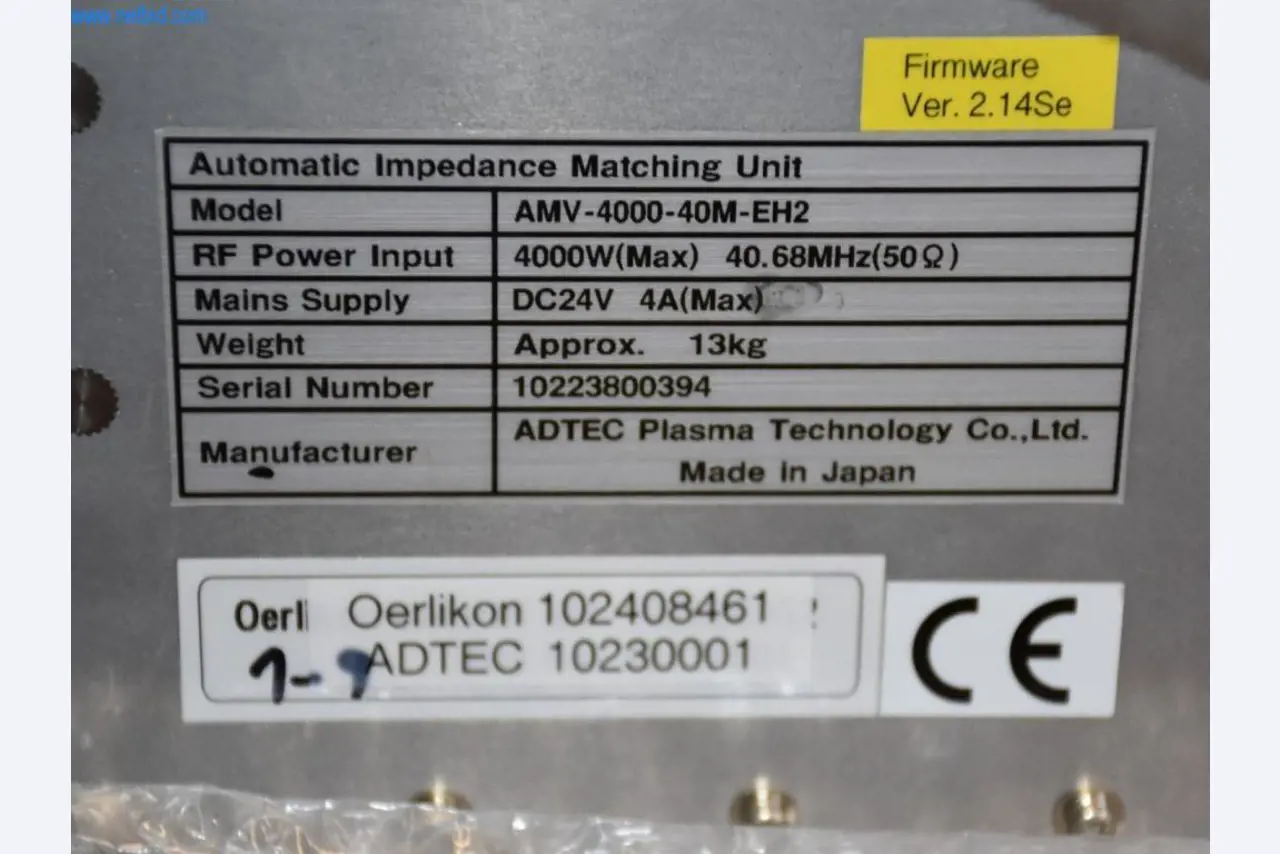 www.netbid.com
Firmware
Ver. 2.14Se
Automatic Impedance Matching Unit
Model AMV-4000-40M-EH2
RF Power Input 4000W(Max) 40.68MHz(50Ω)
Mains Supply DC24V 4A(Max)
Weight Approx. 13kg
Serial Number 10223800394
Manufacturer ADTEC Plasma Technology Co.,Ltd.
Made in Japan
Oerl Oerlikon 102408461
ADTEC 10230001
CE